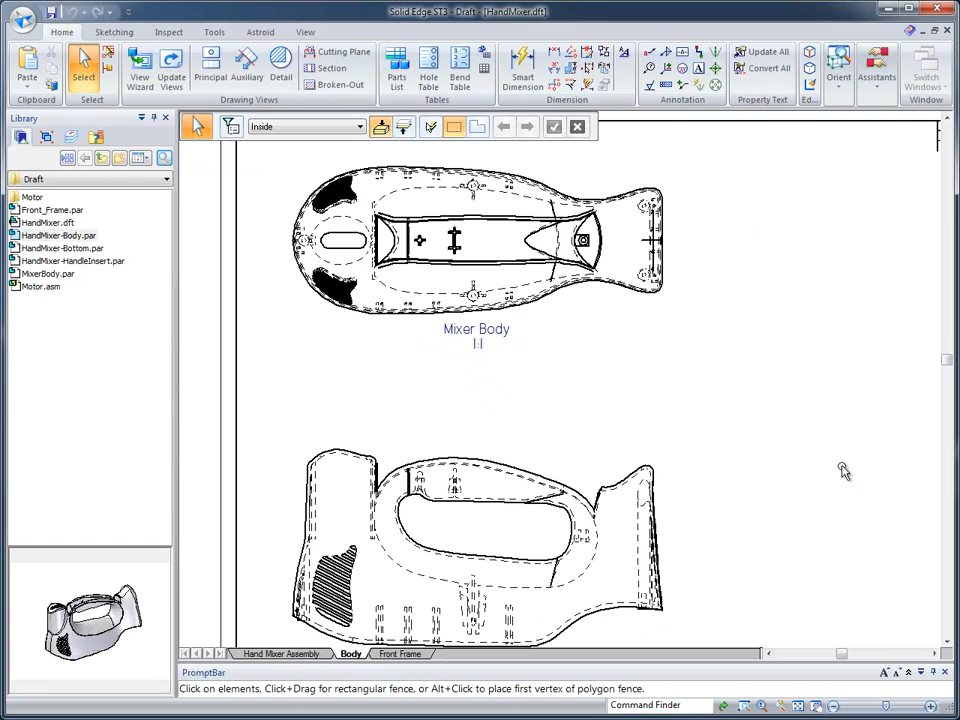 Solid Edge ST3 - Draft - [HandMixer.dft]
Home Sketching Inspect Tools Astroid View
Paste
Clipboard
Select
Select
View Wizard
Update Views
Principal
Auxiliary
Detail
Cutting Plane
Section
Broken-Out
Drawing Views
Parts List
Hole Table
Bend Table
Tables
Smart Dimension
Dimension
A
Annotation
Update All
Convert All
Property Text
Ed...
Orient
Assistants
Switch Windows
Window
Library
Inside
Draft
Motor
Front_Frame.par
HandMixer.dft
HandMixer-Body.par
HandMixer-Bottom.par
HandMixer-HandleInsert.par
MixerBody.par
Motor.asm
Mixer Body
1:1
Hand Mixer Assembly Body Front Frame
PromptBar
Click on elements, Click+Drag for rectangular fence, or Alt+Click to place first vertex of polygon fence.
Command Finder